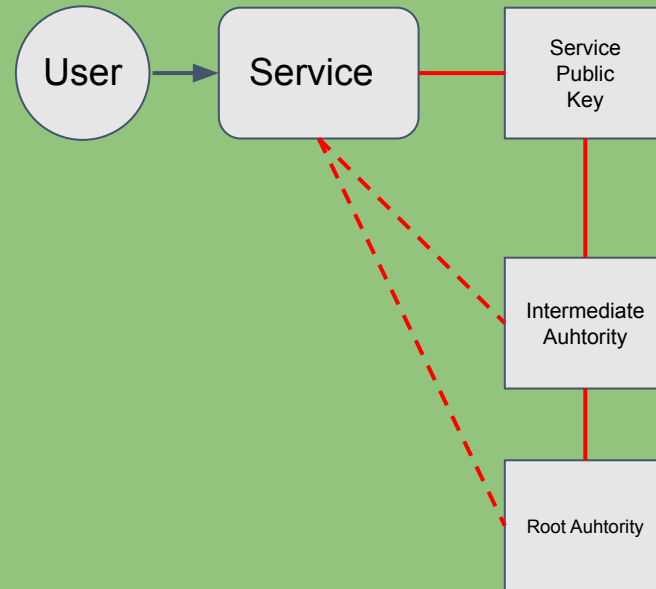 User
Service
Service
Public
Key
Intermediate
Auhtority
Root Auhtority